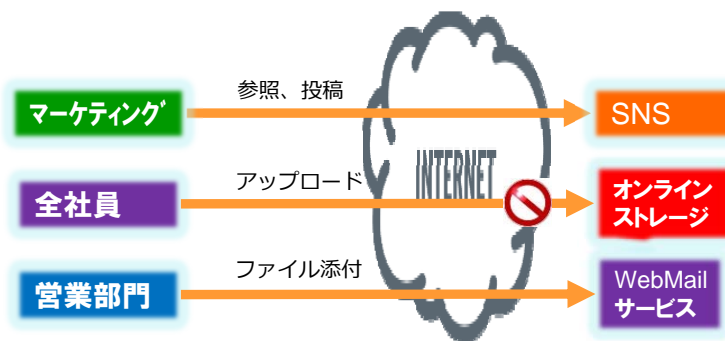 参照、投稿
マーケティング
SNS
INTERNET
アップロード
全社員
オンライン
ストレージ
ファイル添付
営業部門
WebMail
サービス